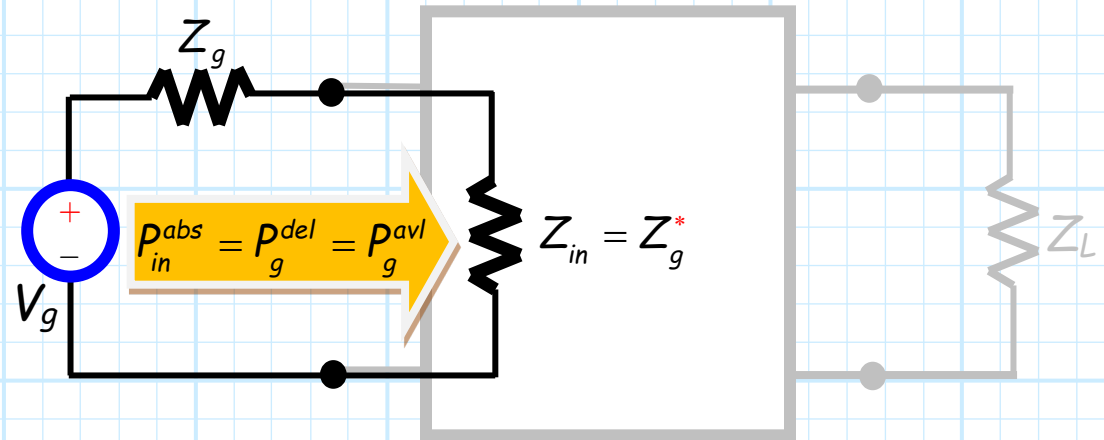 Z_g
+
−
V_g
P_in^abs = P_g^del = P_g^avl
Z_in = Z_g^*
Z_L